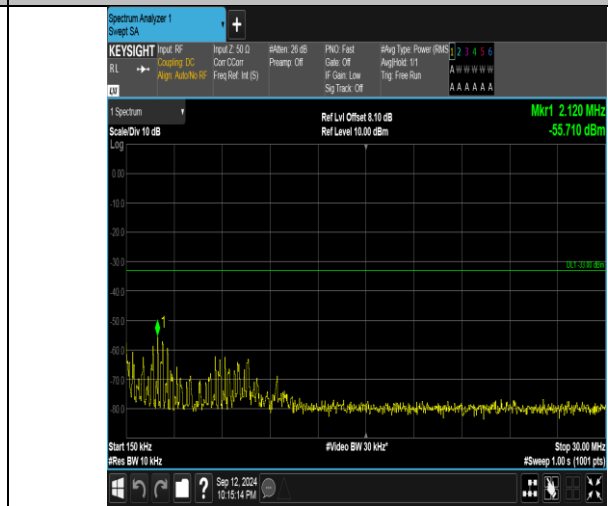 Spectrum Analyzer 1
Swept SA
+
KEYSIGHT Input: RF Input Z: 50 Ω #Atten: 26 dB PNO: Fast #Avg Type: Power (RMS 1 2 3 4 5 6
RL Coupling: DC Corr CCorr Preamp: Off Gate: Off Avg|Hold: 1/1 A W W W W W
Align: Auto/No RF Freq Ref: Int (S) IF Gain: Low Trig: Free Run
Sig Track: Off A A A A A A
1 Spectrum Ref Lvl Offset 8.10 dB Mkr1 2.120 MHz
Scale/Div 10 dB Ref Level 10.00 dBm -55.710 dBm
Log
0.00
-10.0
-20.0
-30.0 DL1 -33.00 dBm
-40.0
-50.0
1
-60.0
-70.0
-80.0
Start 150 kHz #Video BW 30 kHz* Stop 30.00 MHz
#Res BW 10 kHz #Sweep 1.00 s (1001 pts)
? Sep 12, 2024
10:15:14 PM